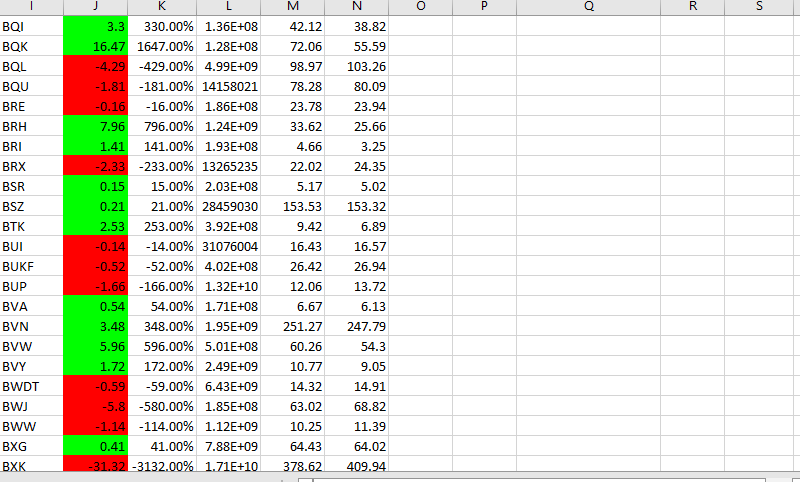 I J K L M N O P Q R S
BQI 3.3 330.00% 1.36E+08 42.12 38.82
BQK 16.47 1647.00% 1.28E+08 72.06 55.59
BQL -4.29 -429.00% 4.99E+09 98.97 103.26
BQU -1.81 -181.00% 14158021 78.28 80.09
BRE -0.16 -16.00% 1.86E+08 23.78 23.94
BRH 7.96 796.00% 1.24E+09 33.62 25.66
BRI 1.41 141.00% 1.93E+08 4.66 3.25
BRX -2.33 -233.00% 13265235 22.02 24.35
BSR 0.15 15.00% 2.03E+08 5.17 5.02
BSZ 0.21 21.00% 28459030 153.53 153.32
BTK 2.53 253.00% 3.92E+08 9.42 6.89
BUI -0.14 -14.00% 31076004 16.43 16.57
BUKF -0.52 -52.00% 4.02E+08 26.42 26.94
BUP -1.66 -166.00% 1.32E+10 12.06 13.72
BVA 0.54 54.00% 1.71E+08 6.67 6.13
BVN 3.48 348.00% 1.95E+09 251.27 247.79
BVW 5.96 596.00% 5.01E+08 60.26 54.3
BVY 1.72 172.00% 2.49E+09 10.77 9.05
BWDT -0.59 -59.00% 6.43E+09 14.32 14.91
BWJ -5.8 -580.00% 1.85E+08 63.02 68.82
BWW -1.14 -114.00% 1.12E+09 10.25 11.39
BXG 0.41 41.00% 7.88E+09 64.43 64.02
BXK -31.32 -3132.00% 1.71E+10 378.62 409.94